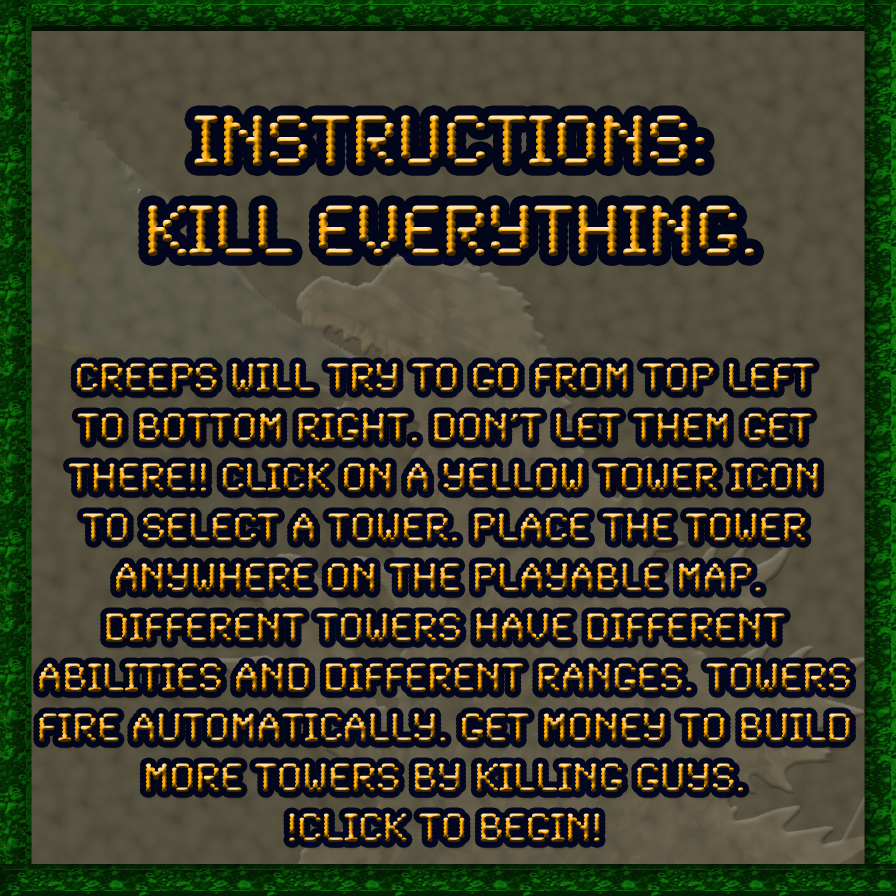 INSTRUCTIONS:
KILL EVERYTHING.
CREEPS WILL TRY TO GO FROM TOP LEFT
TO BOTTOM RIGHT. DON'T LET THEM GET
THERE!! CLICK ON A YELLOW TOWER ICON
TO SELECT A TOWER. PLACE THE TOWER
ANYWHERE ON THE PLAYABLE MAP.
DIFFERENT TOWERS HAVE DIFFERENT
ABILITIES AND DIFFERENT RANGES. TOWERS
FIRE AUTOMATICALLY. GET MONEY TO BUILD
MORE TOWERS BY KILLING GUYS.
!CLICK TO BEGIN!